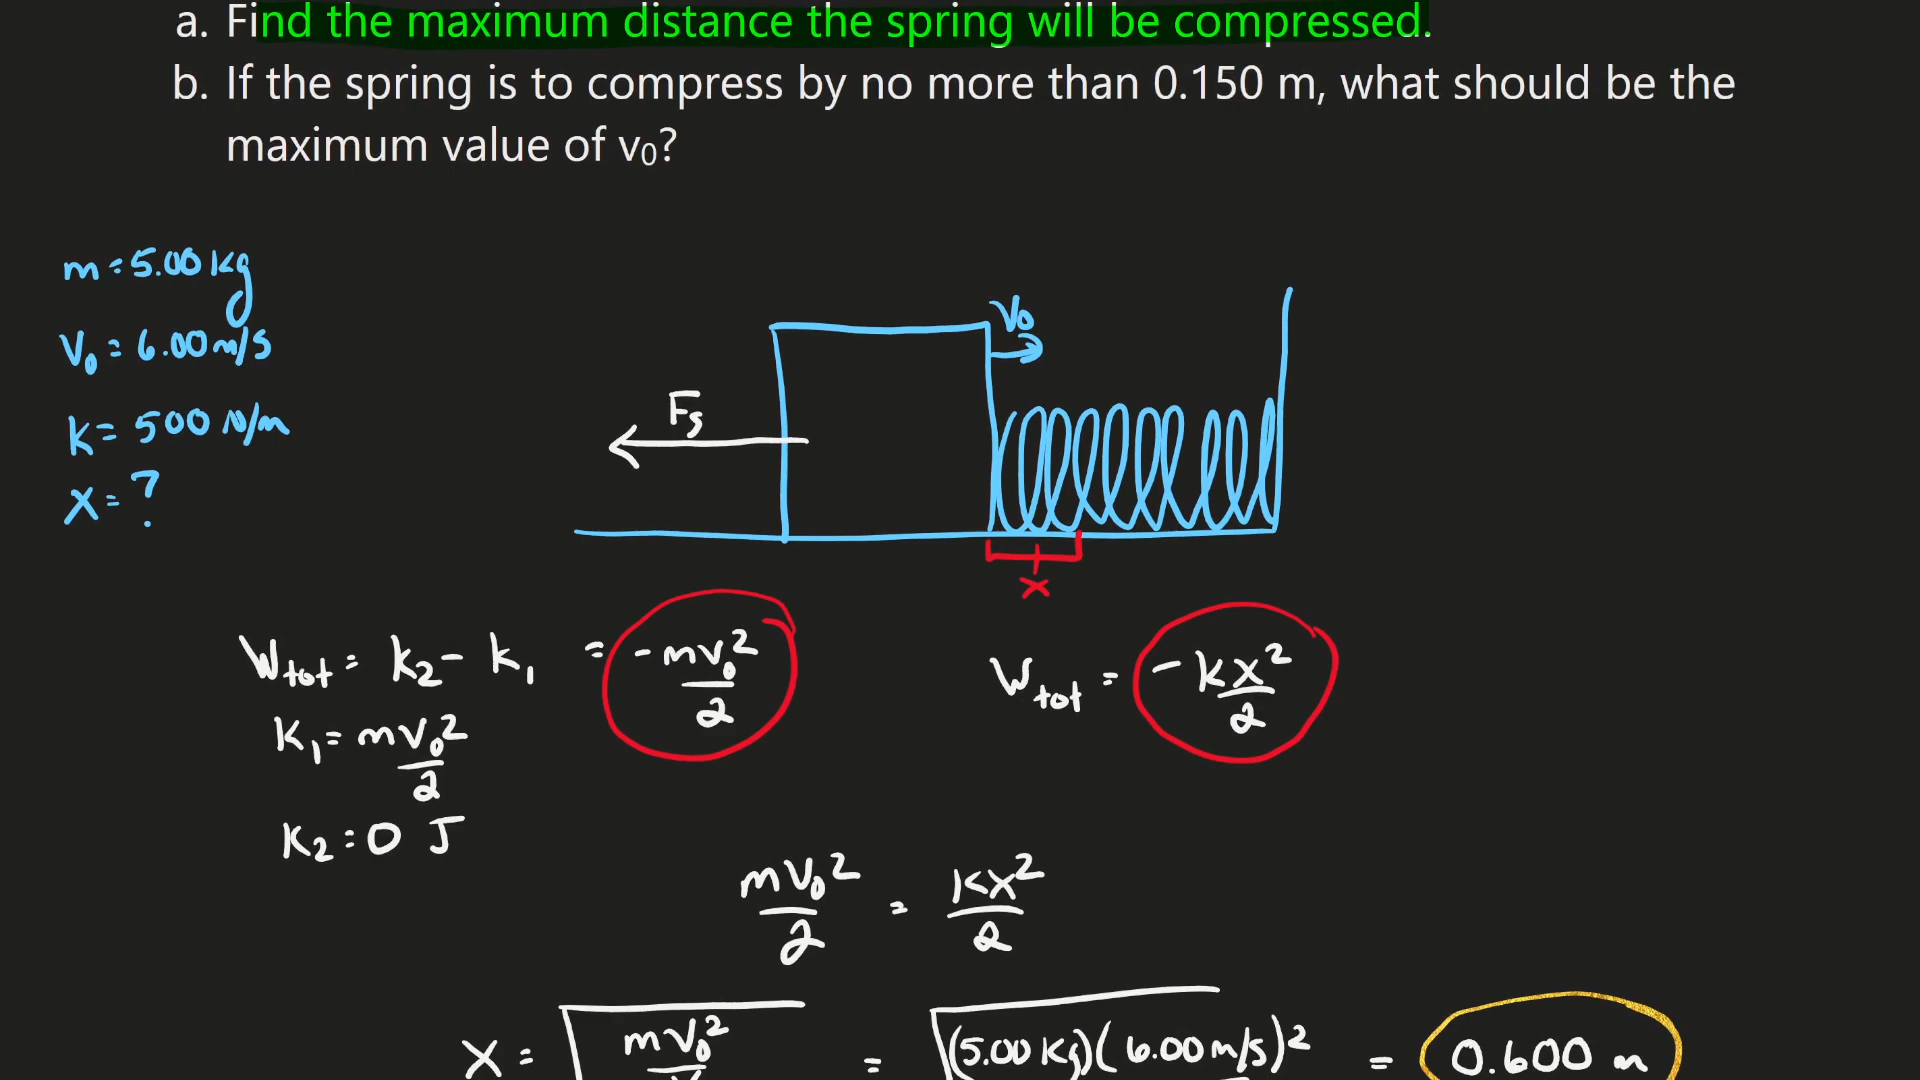 a. Find the maximum distance the spring will be compressed.
b. If the spring is to compress by no more than 0.150 m, what should be the
maximum value of v₀?
m = 5.00 kg
V₀ = 6.00 m/s
k = 500 N/m
X = ?
V₀
Fs
x
Wtot = k₂ - k₁ = -mv₀²/2
Wtot = -kx²/2
K₁ = mv₀²/2
K₂ = 0 J
mv₀²/2 = kx²/2
X = √mv₀² = √(5.00 kg)(6.00 m/s)² = 0.600 m